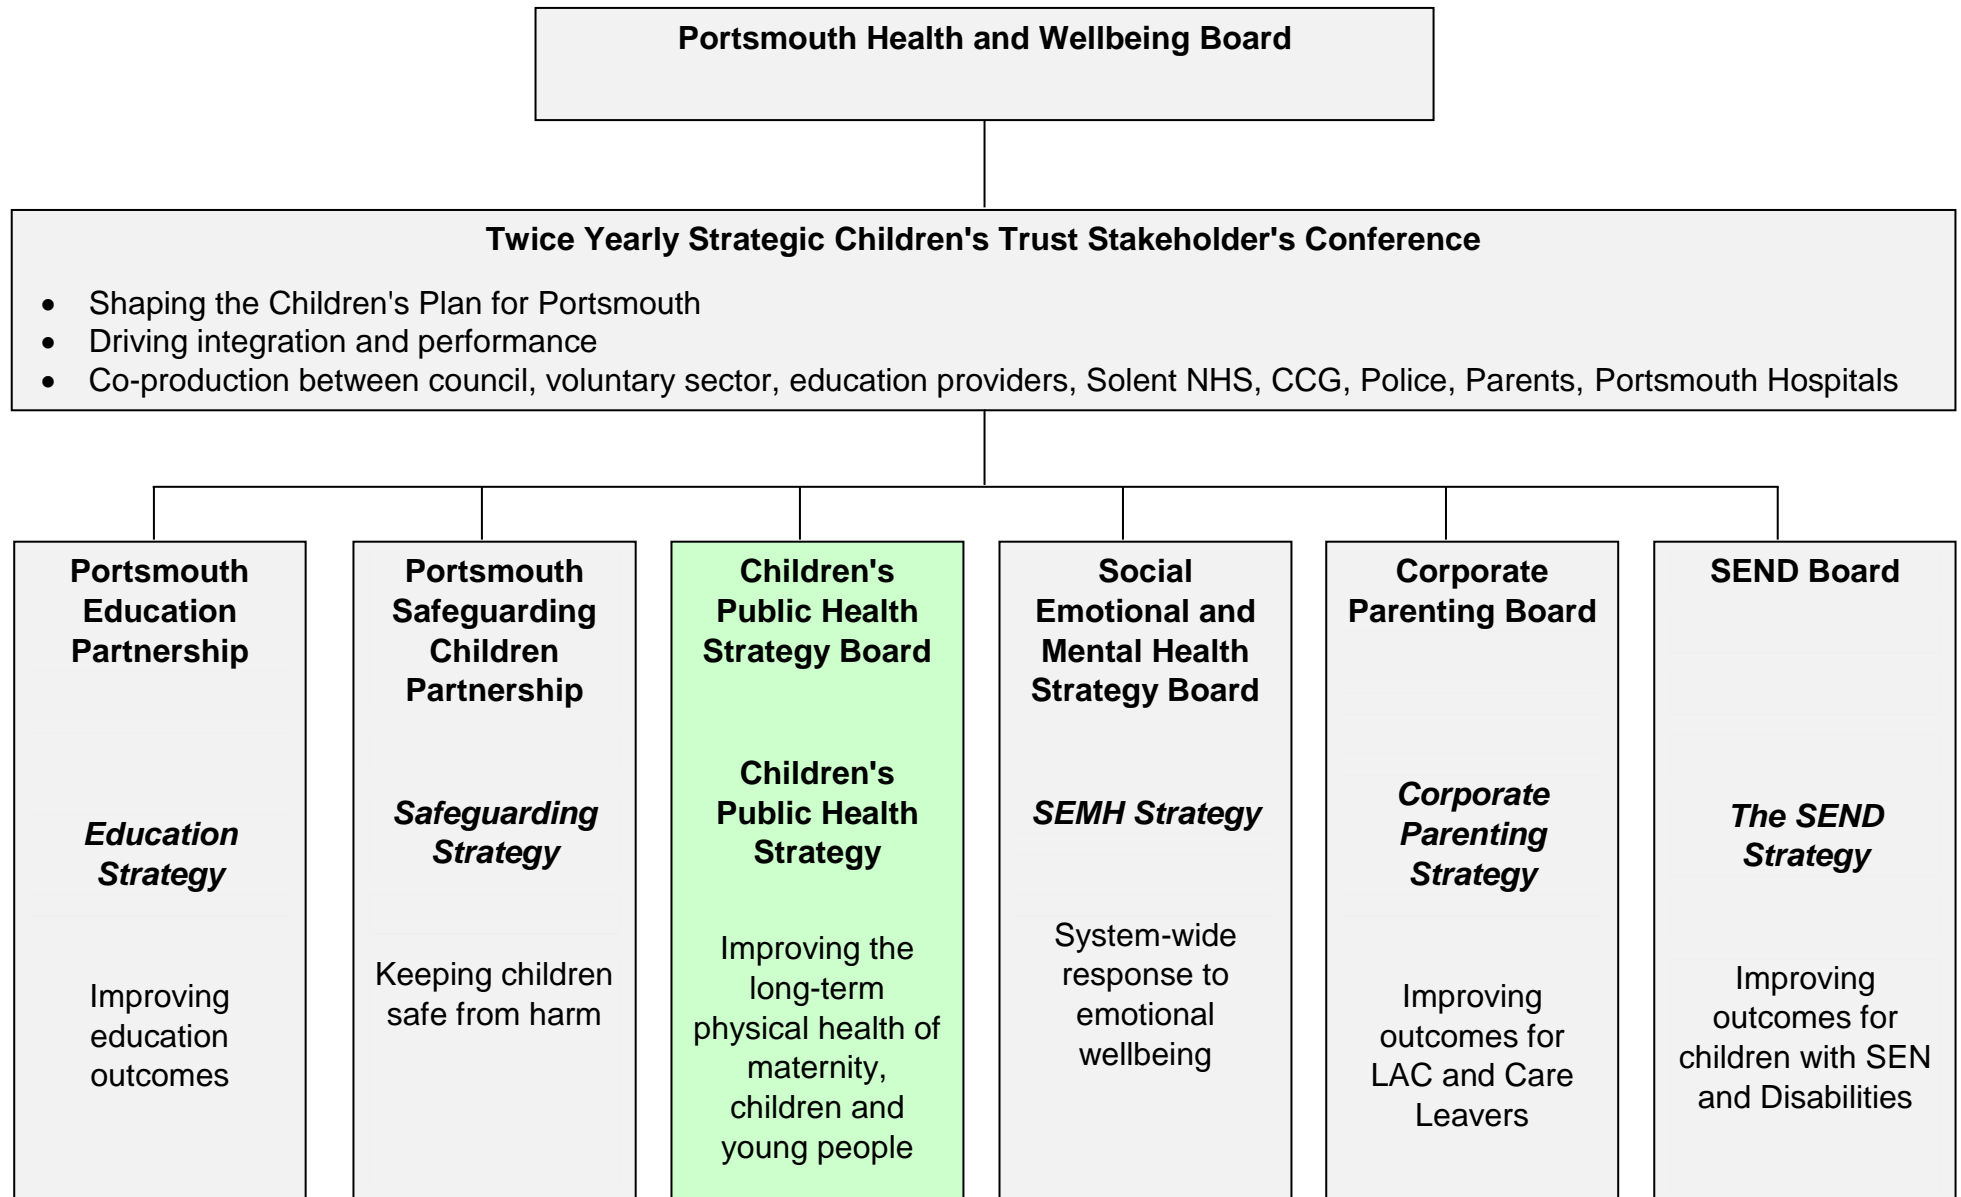 Portsmouth Health and Wellbeing Board
Twice Yearly Strategic Children's Trust Stakeholder's Conference
• Shaping the Children's Plan for Portsmouth
• Driving integration and performance
• Co-production between council, voluntary sector, education providers, Solent NHS, CCG, Police, Parents, Portsmouth Hospitals
Portsmouth
Education
Partnership
Education
Strategy
Improving
education
outcomes
Portsmouth
Safeguarding
Children
Partnership
Safeguarding
Strategy
Keeping children
safe from harm
Children's
Public Health
Strategy Board
Children's
Public Health
Strategy
Improving the
long-term
physical health of
maternity,
children and
young people
Social
Emotional and
Mental Health
Strategy Board
SEMH Strategy
System-wide
response to
emotional
wellbeing
Corporate
Parenting Board
Corporate
Parenting
Strategy
Improving
outcomes for
LAC and Care
Leavers
SEND Board
The SEND
Strategy
Improving
outcomes for
children with SEN
and Disabilities